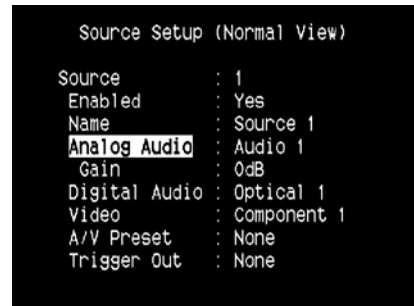 Source Setup (Normal View)
Source : 1
Enabled : Yes
Name : Source 1
Analog Audio : Audio 1
Gain : 0dB
Digital Audio : Optical 1
Video : Component 1
A/V Preset : None
Trigger Out : None